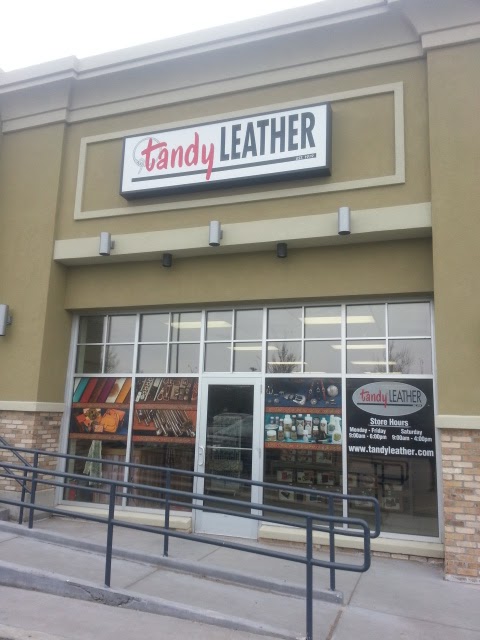 tandy LEATHER
tandy LEATHER
Store Hours
Monday - Friday Saturday
9:00am - 6:00pm 9:00am - 4:00pm
www.tandyleather.com